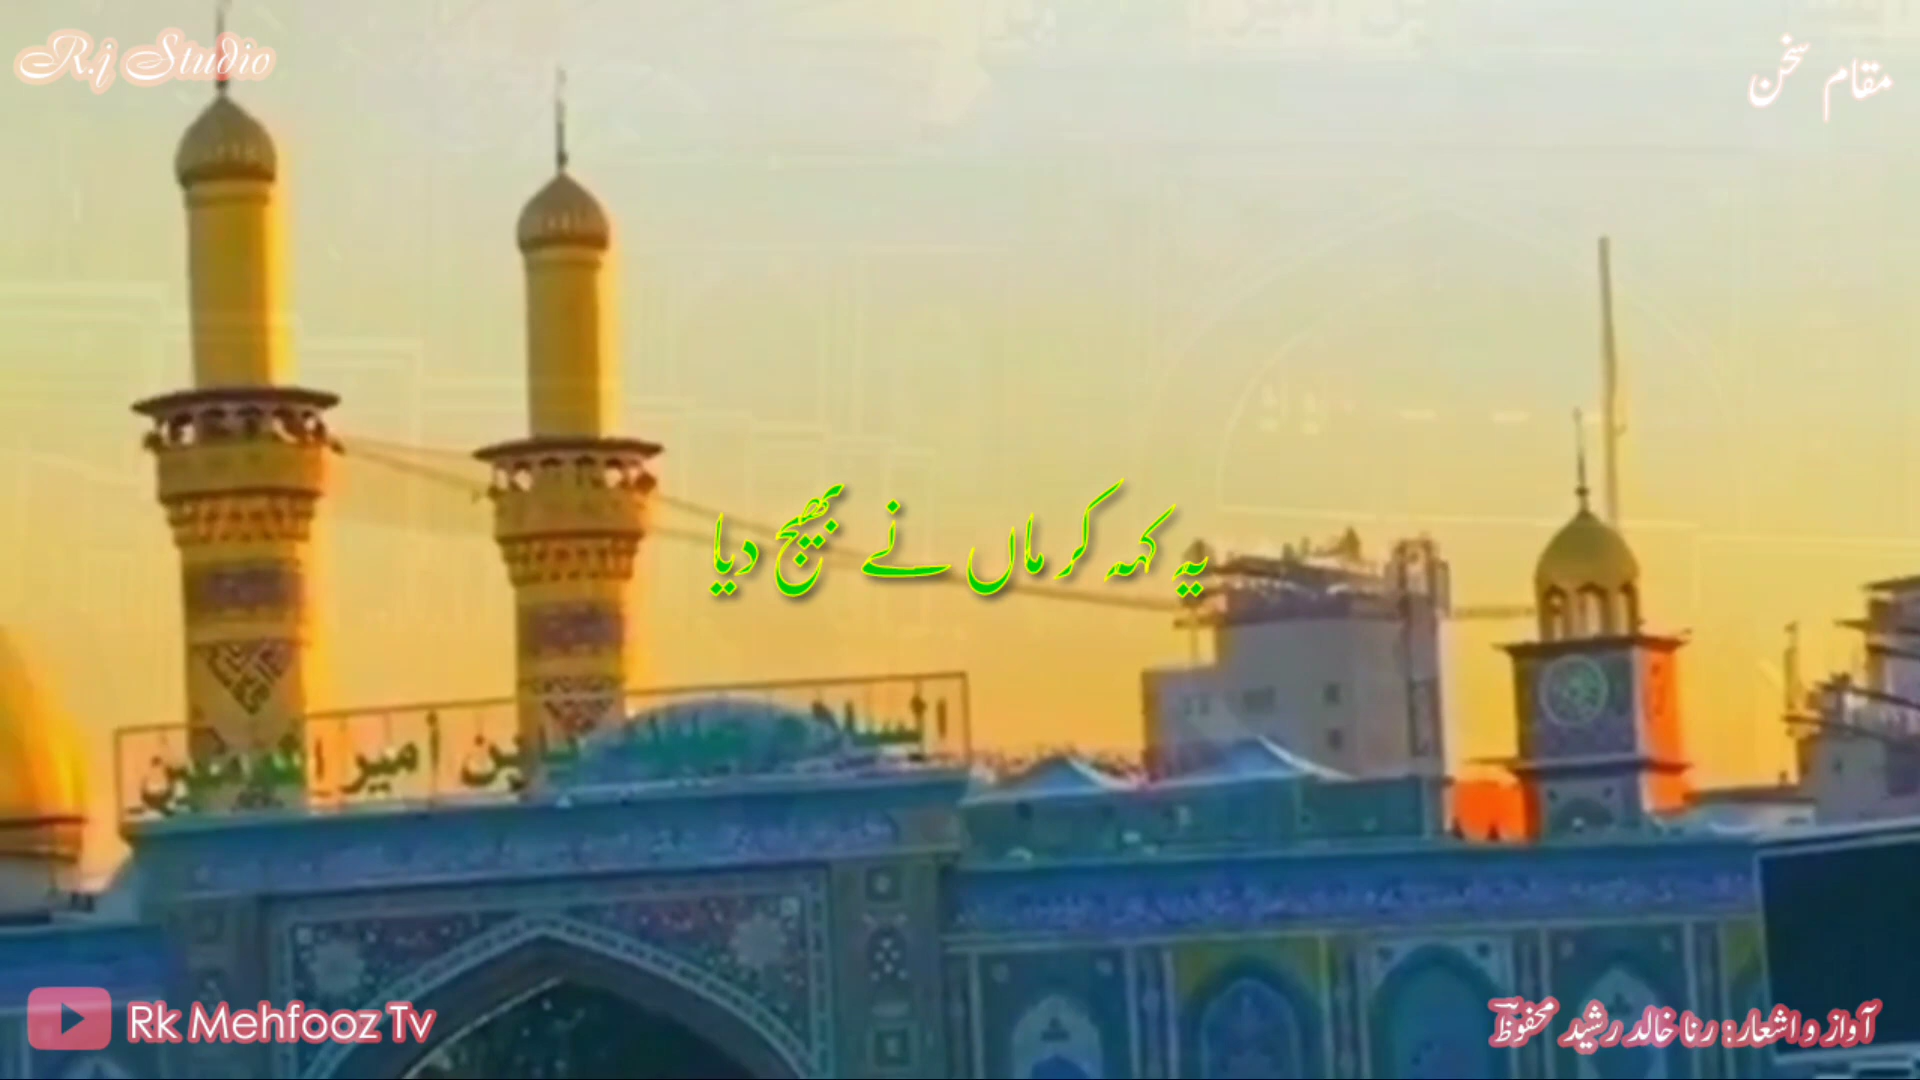 R.j Studio
مقام سخن
یہ کہہ کر ماں نے بھیج دیا
امیر
Rk Mehfooz Tv
آواز و اشعار: رنا خالد رشید محفوظؔ